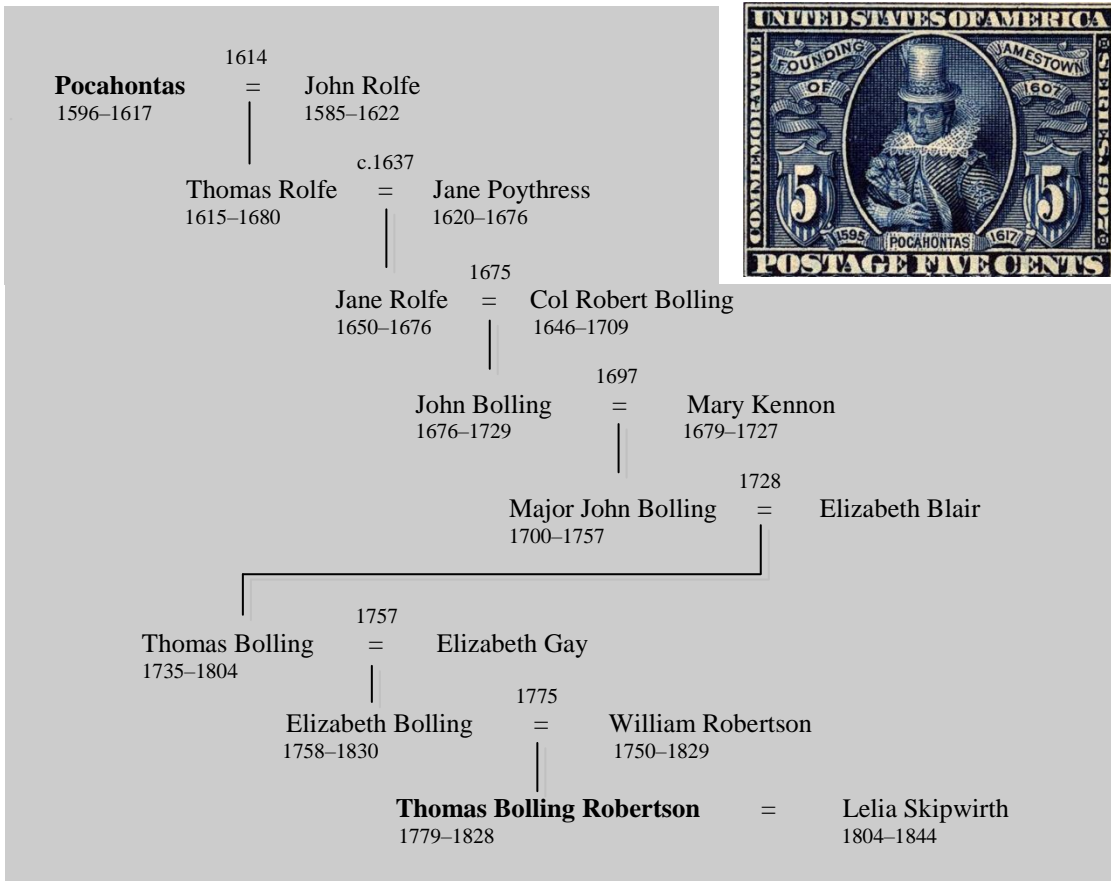 1614
Pocahontas = John Rolfe
1596–1617 1585–1622
c.1637
Thomas Rolfe = Jane Poythress
1615–1680 1620–1676
1675
Jane Rolfe = Col Robert Bolling
1650–1676 1646–1709
1697
John Bolling = Mary Kennon
1676–1729 1679–1727
1728
Major John Bolling = Elizabeth Blair
1700–1757
1757
Thomas Bolling = Elizabeth Gay
1735–1804
1775
Elizabeth Bolling = William Robertson
1758–1830 1750–1829
Thomas Bolling Robertson = Lelia Skipwirth
1779–1828 1804–1844
UNITED STATES OF AMERICA
COMMEMORATIVE
SERIES 1907
FOUNDING JAMESTOWN
OF 1607
5 5
1595 POCAHONTAS 1617
POSTAGE FIVE CENTS